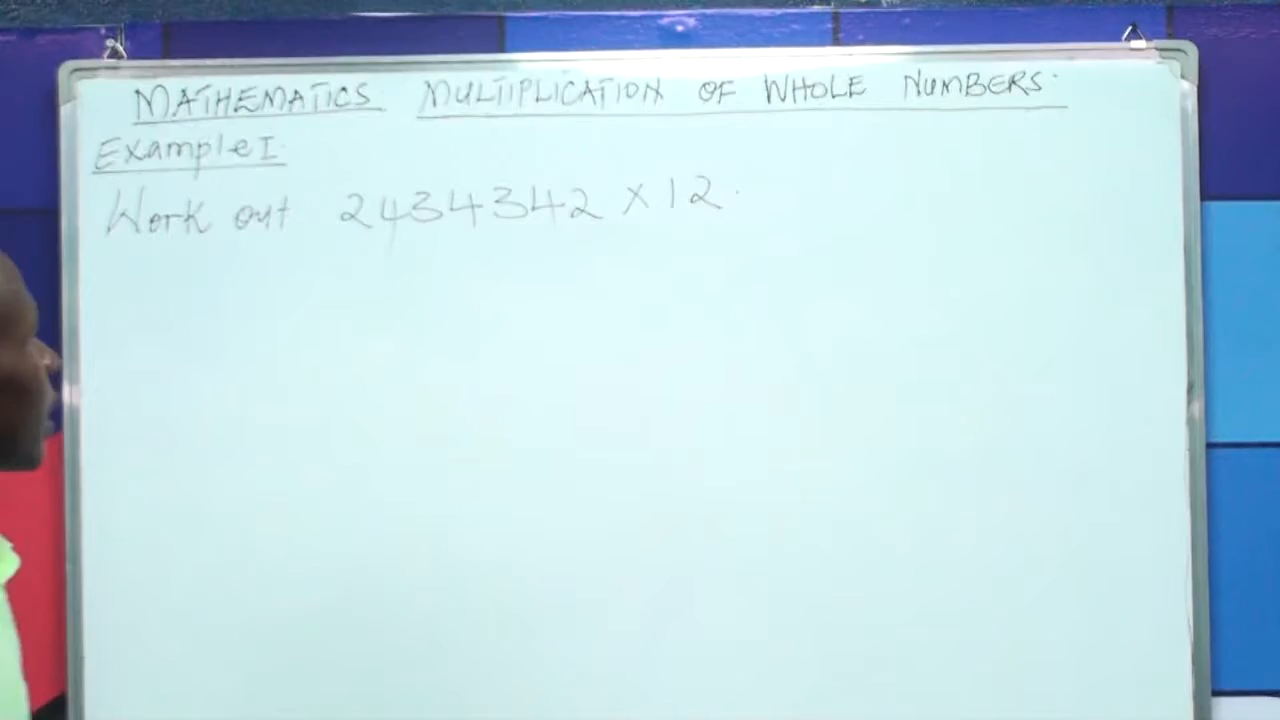 MATHEMATICS MULTIPLICATION OF WHOLE NUMBERS.
Example I.
Work out 2434342 x 12.